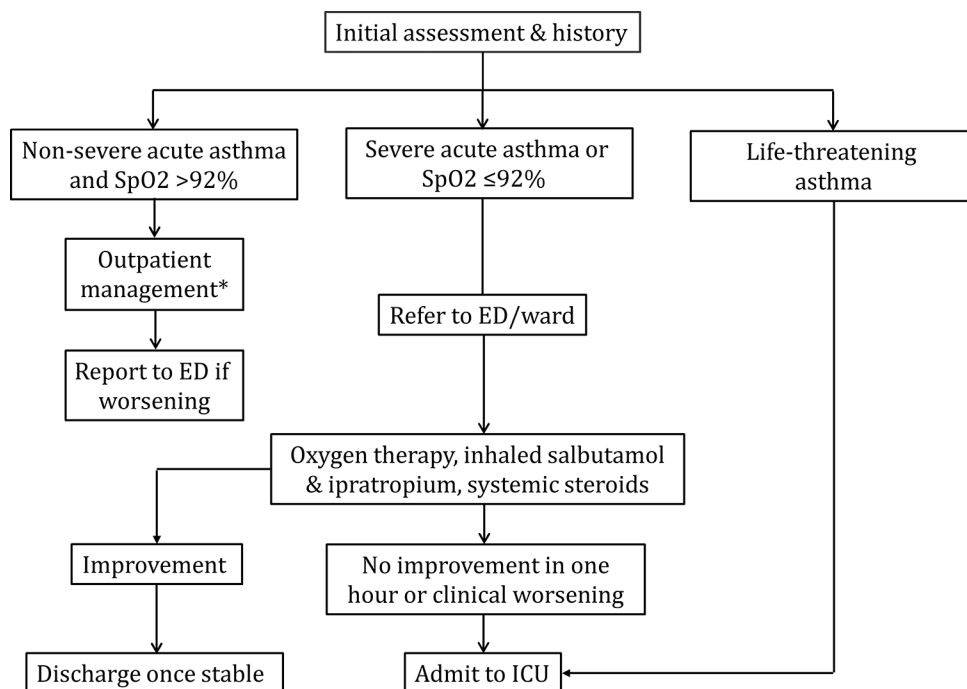 Initial assessment & history
Non-severe acute asthma
and SpO2 >92%
Severe acute asthma or
SpO2 ≤92%
Life-threatening
asthma
Outpatient
management*
Refer to ED/ward
Report to ED if
worsening
Oxygen therapy, inhaled salbutamol
& ipratropium, systemic steroids
Improvement
No improvement in one
hour or clinical worsening
Discharge once stable
Admit to ICU